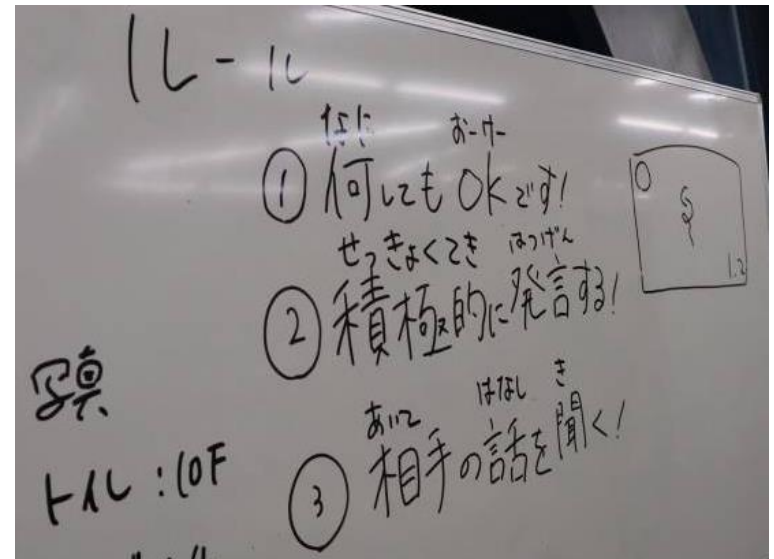 ルール
なに おーけー
① 何してもOKです!
せっきょくてき はつげん
② 積極的に発言する!
あいて はなし き
③ 相手の話を聞く!
写真
トイレ:10F
1.2